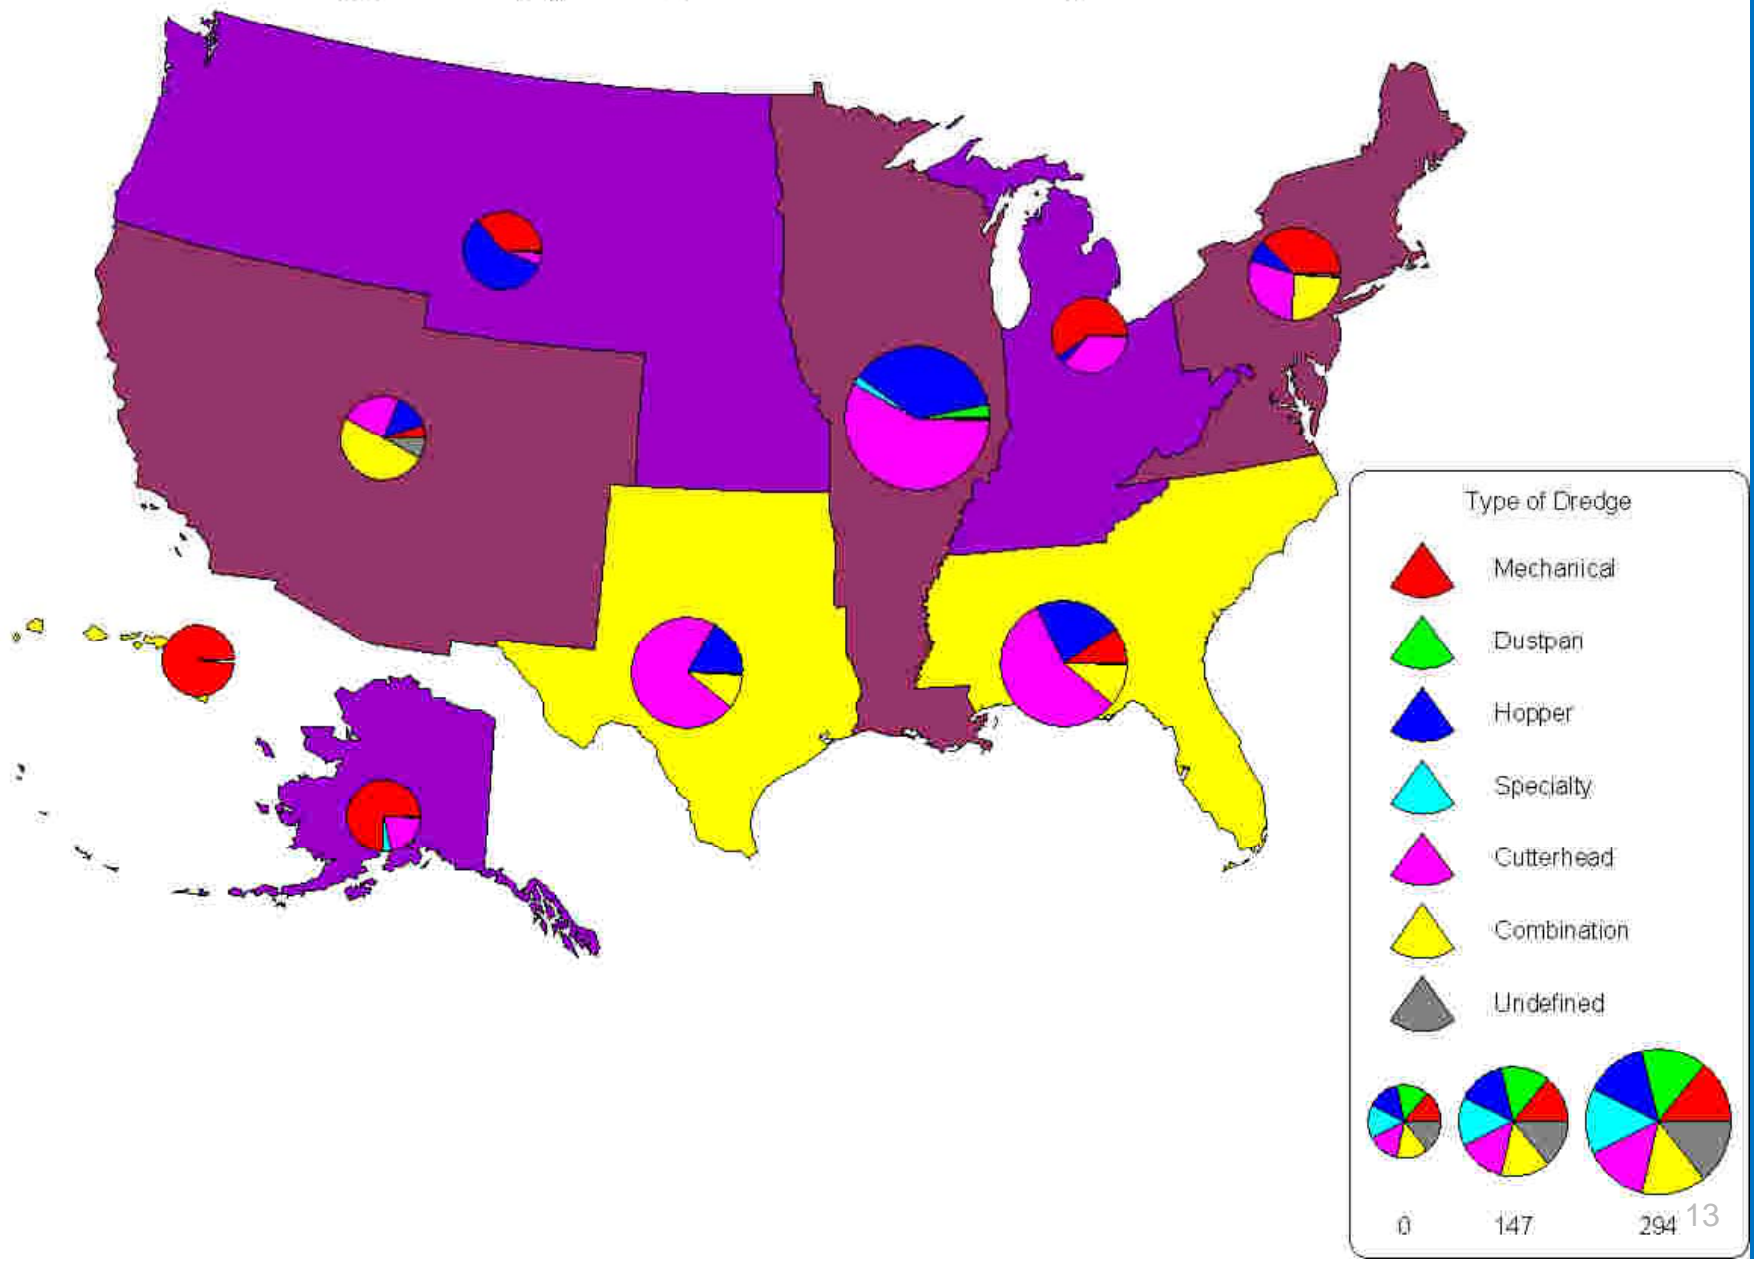 Type of Dredge
Mechanical
Dustpan
Hopper
Specialty
Cutterhead
Combination
Undefined
0 147 294
13